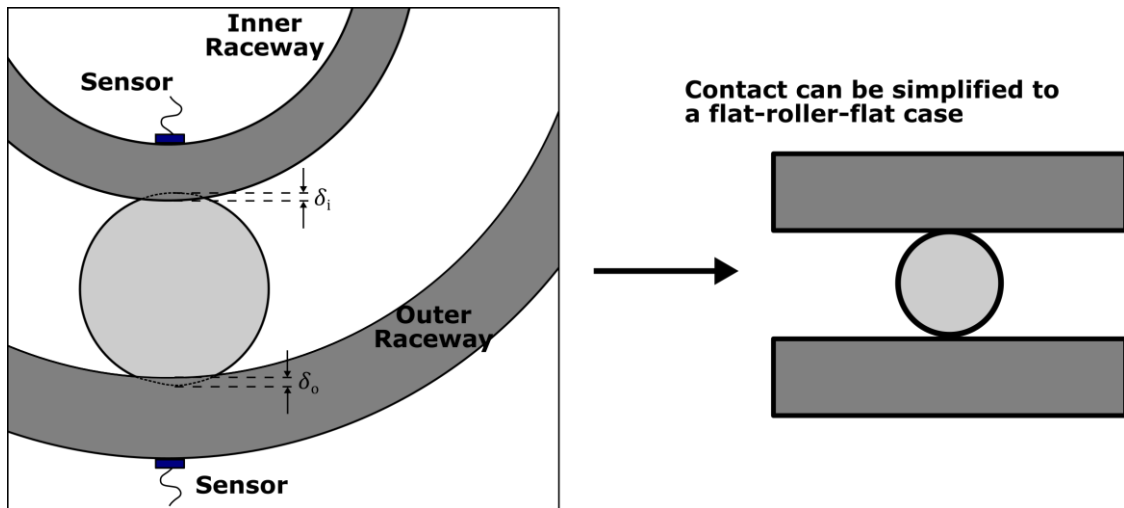 Inner
Raceway
Sensor
δi
Outer
Raceway
δo
Sensor
Contact can be simplified to
a flat-roller-flat case